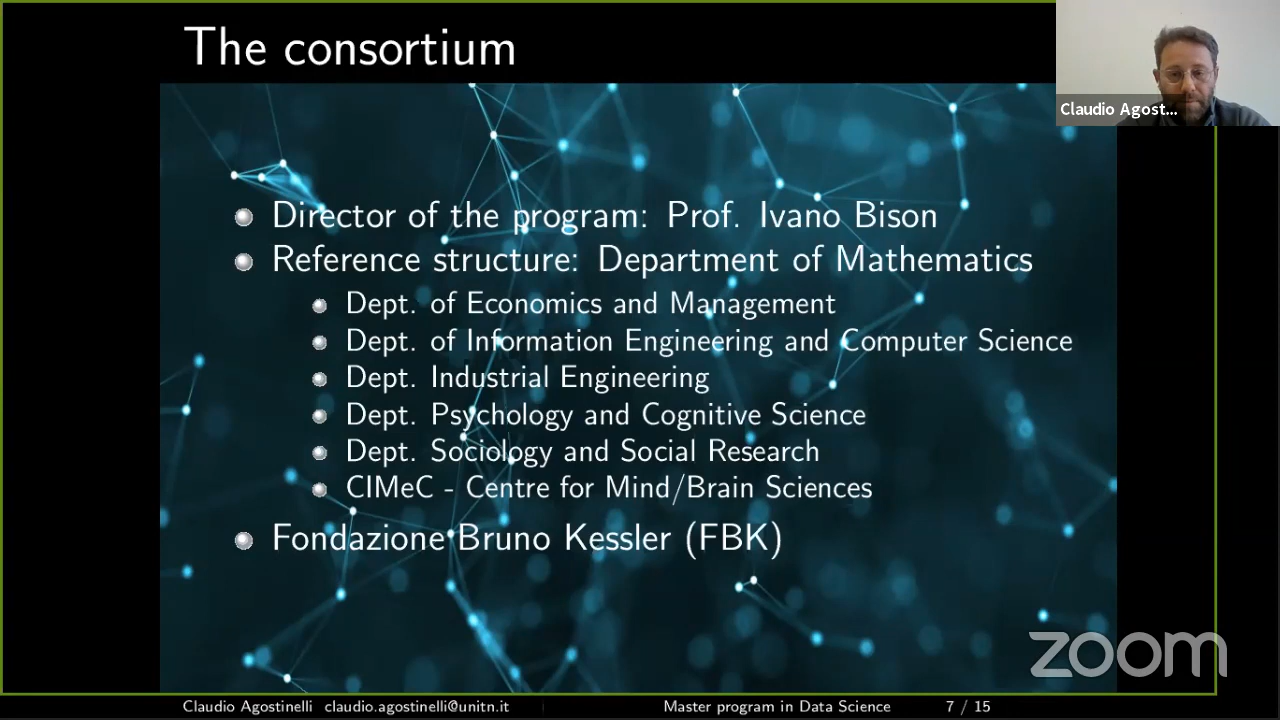 The consortium
Claudio Agost...
Director of the program: Prof. Ivano Bison
Reference structure: Department of Mathematics
Dept. of Economics and Management
Dept. of Information Engineering and Computer Science
Dept. Industrial Engineering
Dept. Psychology and Cognitive Science
Dept. Sociology and Social Research
CIMeC - Centre for Mind/Brain Sciences
Fondazione Bruno Kessler (FBK)
zoom
Claudio Agostinelli claudio.agostinelli@unitn.it Master program in Data Science 7 / 15